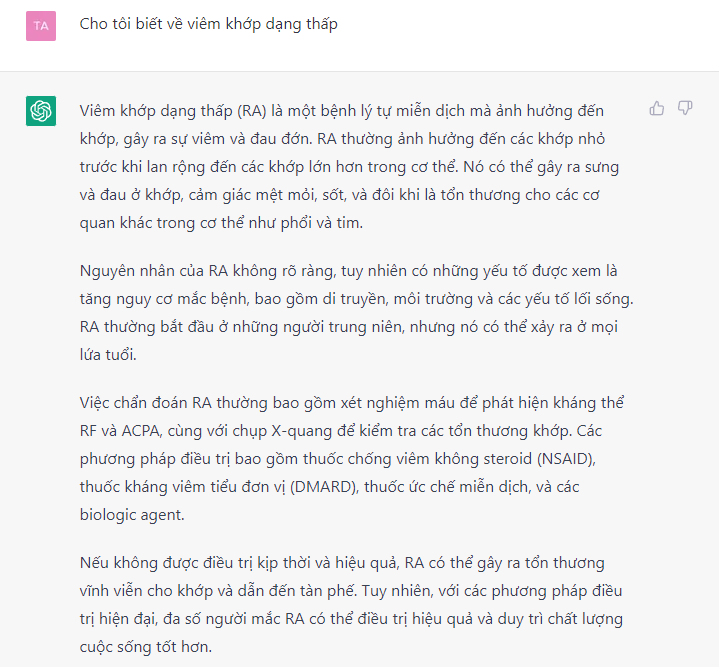 TA
Cho tôi biết về viêm khớp dạng thấp
Viêm khớp dạng thấp (RA) là một bệnh lý tự miễn dịch mà ảnh hưởng đến
khớp, gây ra sự viêm và đau đớn. RA thường ảnh hưởng đến các khớp nhỏ
trước khi lan rộng đến các khớp lớn hơn trong cơ thể. Nó có thể gây ra sưng
và đau ở khớp, cảm giác mệt mỏi, sốt, và đôi khi là tổn thương cho các cơ
quan khác trong cơ thể như phổi và tim.
Nguyên nhân của RA không rõ ràng, tuy nhiên có những yếu tố được xem là
tăng nguy cơ mắc bệnh, bao gồm di truyền, môi trường và các yếu tố lối sống.
RA thường bắt đầu ở những người trung niên, nhưng nó có thể xảy ra ở mọi
lứa tuổi.
Việc chẩn đoán RA thường bao gồm xét nghiệm máu để phát hiện kháng thể
RF và ACPA, cùng với chụp X-quang để kiểm tra các tổn thương khớp. Các
phương pháp điều trị bao gồm thuốc chống viêm không steroid (NSAID),
thuốc kháng viêm tiểu đơn vị (DMARD), thuốc ức chế miễn dịch, và các
biologic agent.
Nếu không được điều trị kịp thời và hiệu quả, RA có thể gây ra tổn thương
vĩnh viễn cho khớp và dẫn đến tàn phế. Tuy nhiên, với các phương pháp điều
trị hiện đại, đa số người mắc RA có thể điều trị hiệu quả và duy trì chất lượng
cuộc sống tốt hơn.